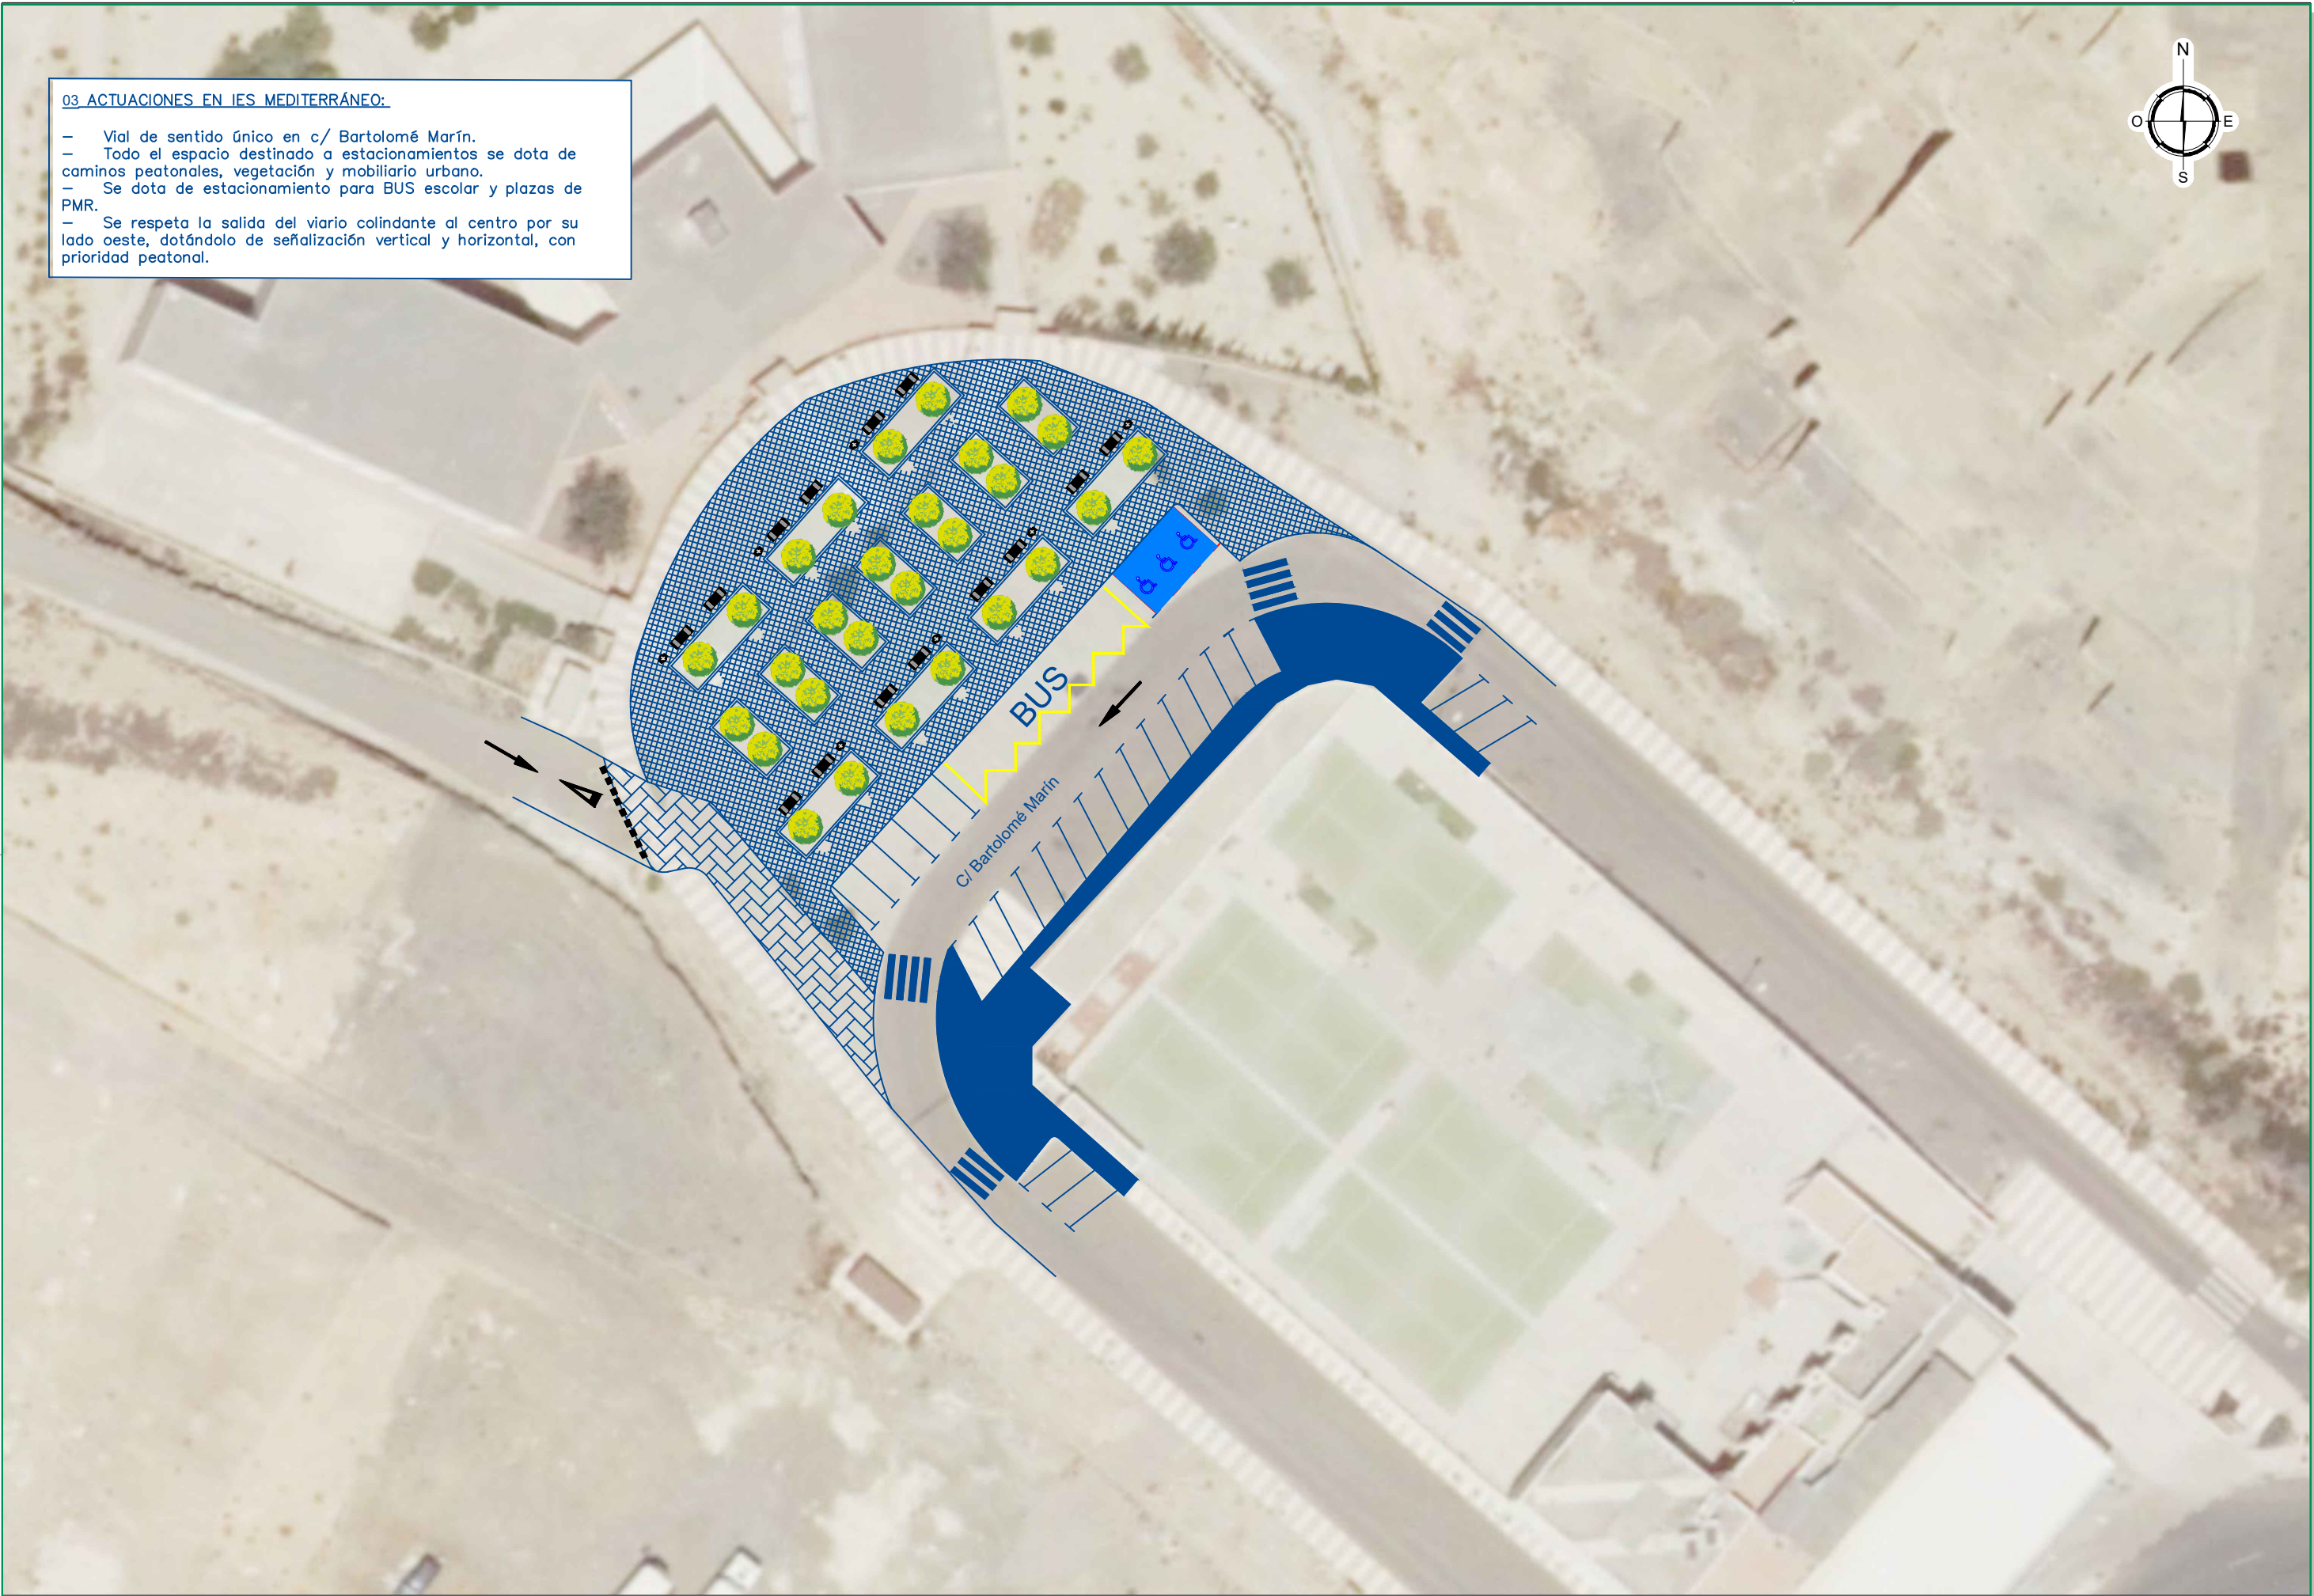 03 ACTUACIONES EN IES MEDITERRÁNEO:
– Vial de sentido único en c/ Bartolomé Marín.
– Todo el espacio destinado a estacionamientos se dota de
caminos peatonales, vegetación y mobiliario urbano.
– Se dota de estacionamiento para BUS escolar y plazas de
PMR.
– Se respeta la salida del viario colindante al centro por su
lado oeste, dotándolo de señalización vertical y horizontal, con
prioridad peatonal.
N
O E
S
BUS
C/ Bartolomé Marín